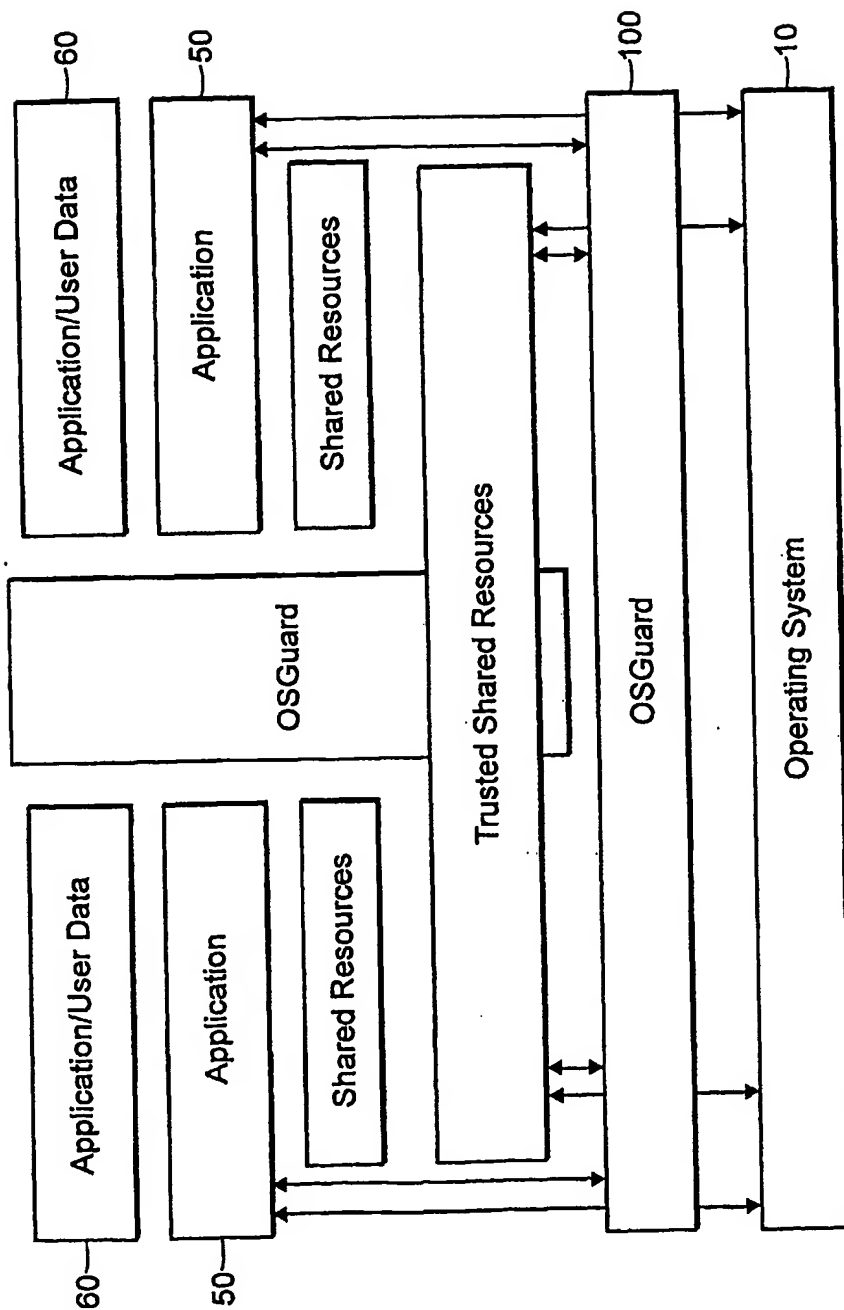 60
Application/User Data
50
Application
Shared Resources
OSGuard
Application/User Data
60
Application
50
Shared Resources
Trusted Shared Resources
OSGuard
100
Operating System
10